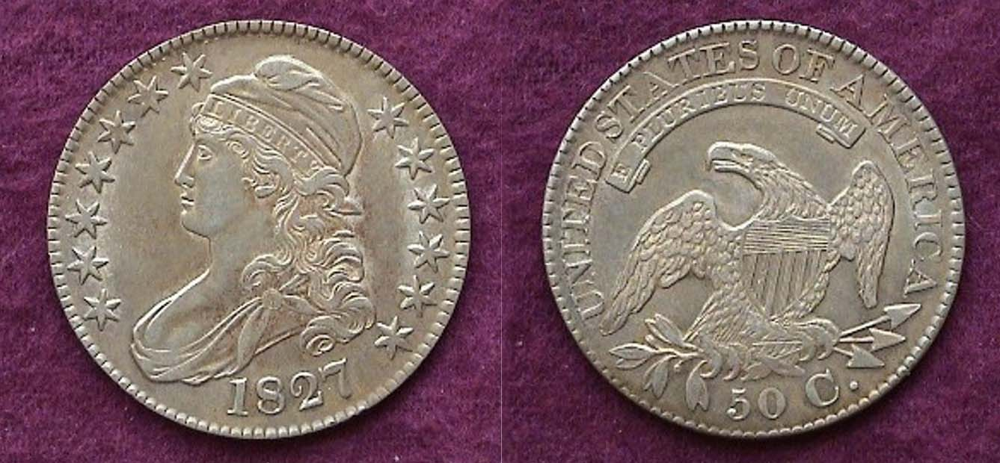 LIBERTY
1827
UNITED STATES OF AMERICA
E PLURIBUS UNUM
50 C.